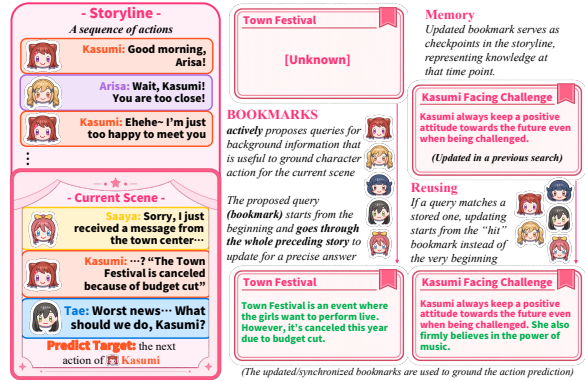 - Storyline -
A sequence of actions
Kasumi: Good morning,
Arisa!
Arisa: Wait, Kasumi!
You are too close!
Kasumi: Ehehe~ I'm just
too happy to meet you
- Current Scene -
Saaya: Sorry, I just
received a message from
the town center···
Kasumi: ···? “The Town
Festival is canceled
because of budget cut”
Tae: Worst news··· What
should we do, Kasumi?
Predict Target: the next
action of Kasumi
Town Festival
[Unknown]
BOOKMARKS
actively proposes queries for
background information that
is useful to ground character
action for the current scene
The proposed query
(bookmark) starts from the
beginning and goes through
the whole preceding story to
update for a precise answer
Town Festival
Town Festival is an event where
the girls want to perform live.
However, it's canceled this year
due to budget cut.
Memory
Updated bookmark serves as
checkpoints in the storyline,
representing knowledge at
that time point.
Kasumi Facing Challenge
Kasumi always keep a positive
attitude towards the future even
when being challenged.
(Updated in a previous search)
Reusing
If a query matches a
stored one, updating
starts from the “hit”
bookmark instead of
the very beginning
Kasumi Facing Challenge
Kasumi always keep a positive
attitude towards the future even
when being challenged. She also
firmly believes in the power of
music.
(The updated/synchronized bookmarks are used to ground the action prediction)